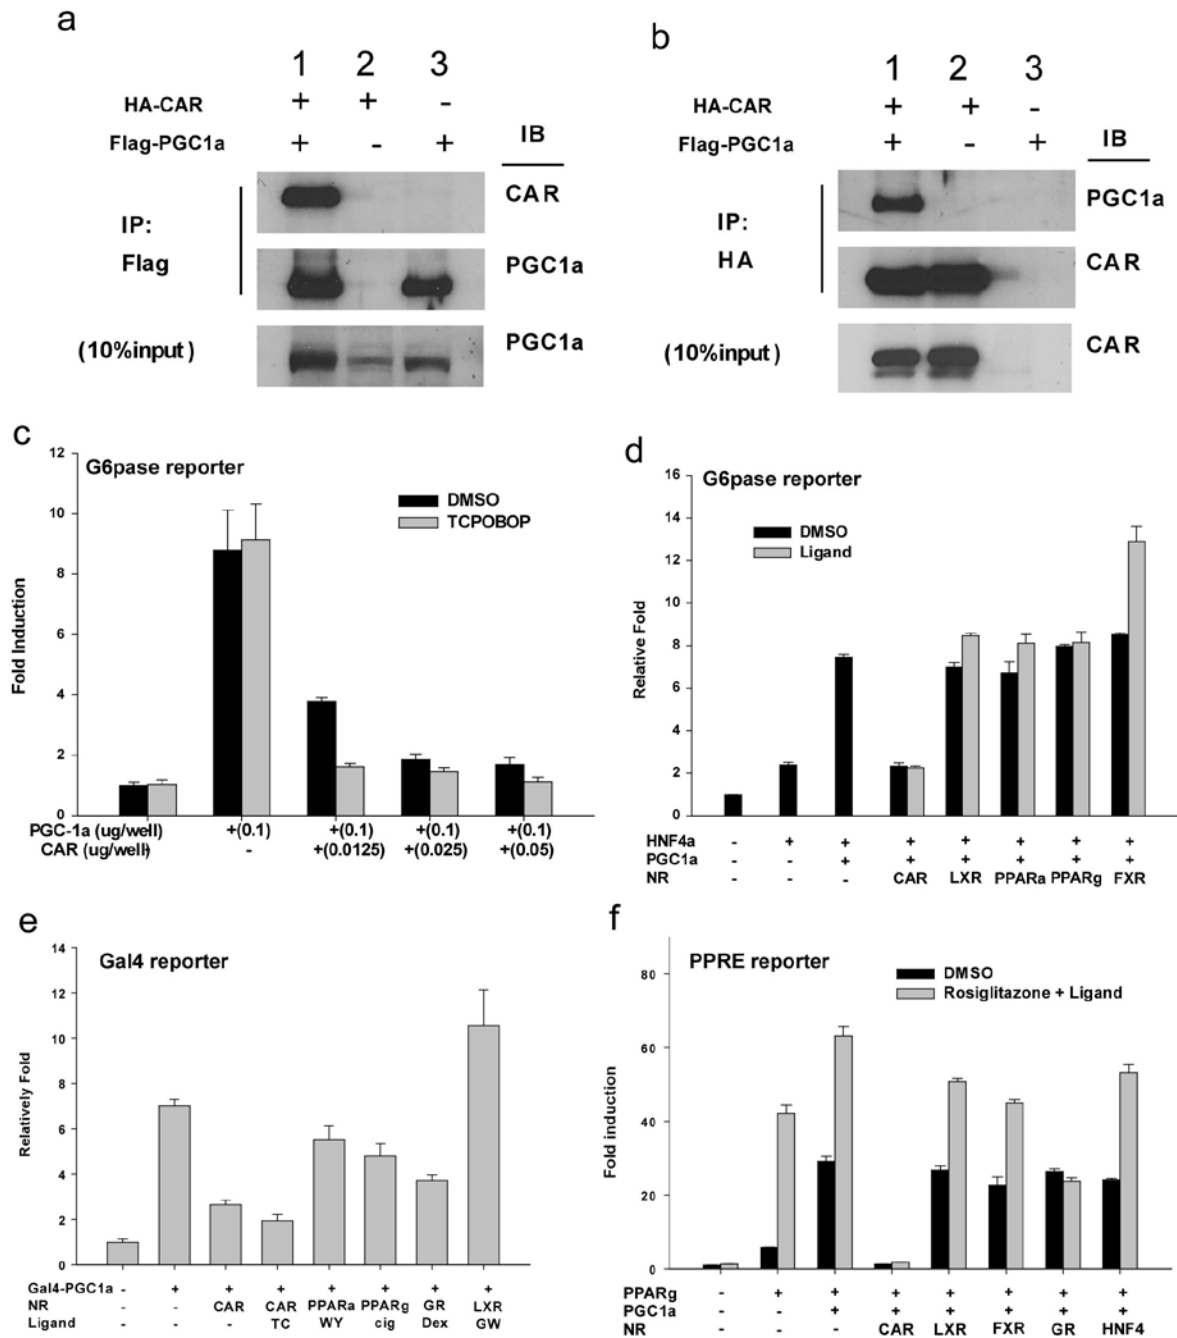 a
1 2 3
HA-CAR + + -
Flag-PGC1a + - +
IB
CAR
IP:
Flag
PGC1a
(10%input)
PGC1a
b
1 2 3
HA-CAR + + -
Flag-PGC1a + - +
IB
PGC1a
IP:
HA
CAR
(10%input)
CAR
c
G6pase reporter
DMSO
TCPOBOP
Fold Induction
12
10
8
6
4
2
0
PGC-1a (ug/well) - +(0.1) +(0.1) +(0.1) +(0.1)
CAR (ug/well) - - +(0.0125) +(0.025) +(0.05)
d
G6pase reporter
DMSO
Ligand
Relative Fold
16
14
12
10
8
6
4
2
0
HNF4a - + + + + + + +
PGC1a - - + + + + + +
NR - - - CAR LXR PPARa PPARg FXR
e
Gal4 reporter
Relatively Fold
14
12
10
8
6
4
2
0
Gal4-PGC1a - + + + + + + +
NR - - CAR CAR PPARa PPARg GR LXR
Ligand - - - TC WY cig Dex GW
f
PPRE reporter
DMSO
Rosiglitazone + Ligand
Fold induction
80
60
40
20
0
PPARg - + + + + + + +
PGC1a - - + + + + + +
NR - - - CAR LXR FXR GR HNF4